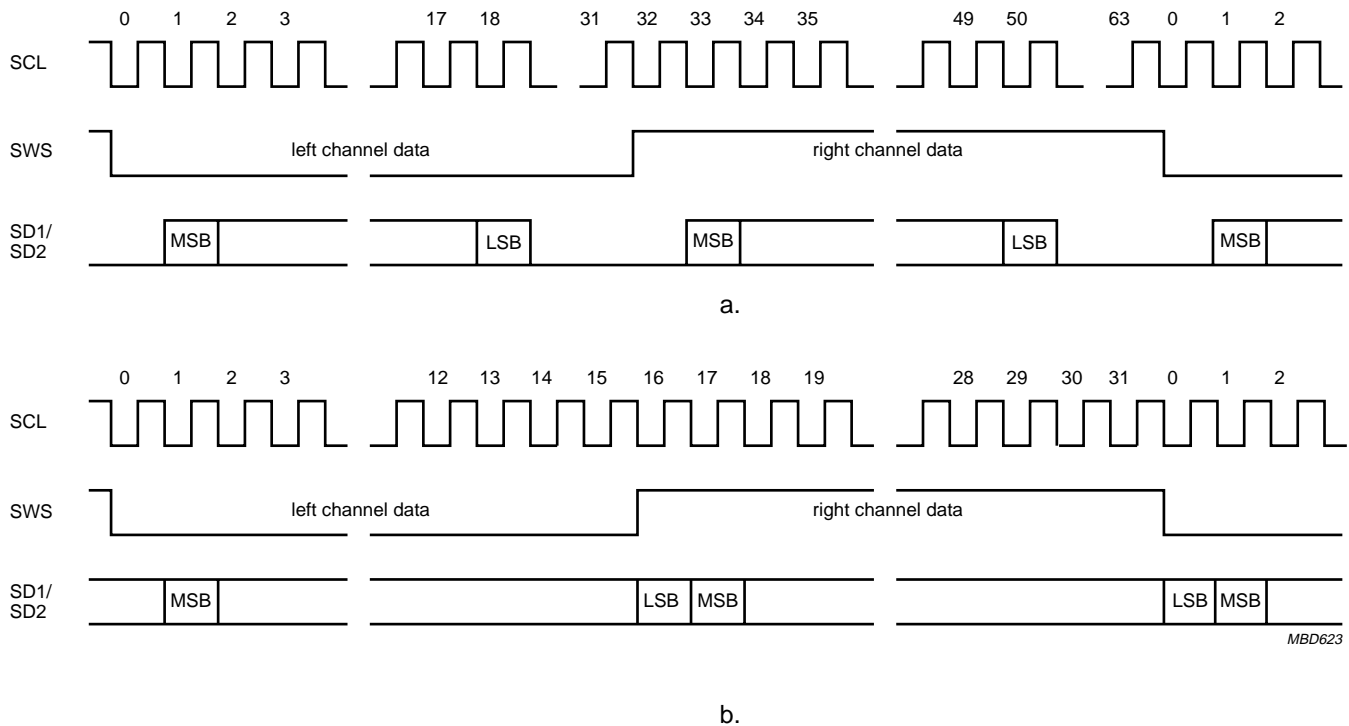 0 1 2 3 17 18 31 32 33 34 35 49 50 63 0 1 2
SCL
SWS left channel data right channel data
SD1/
SD2 MSB LSB MSB LSB MSB
a.
0 1 2 3 12 13 14 15 16 17 18 19 28 29 30 31 0 1 2
SCL
SWS left channel data right channel data
SD1/
SD2 MSB LSB MSB LSB MSB
MBD623
b.